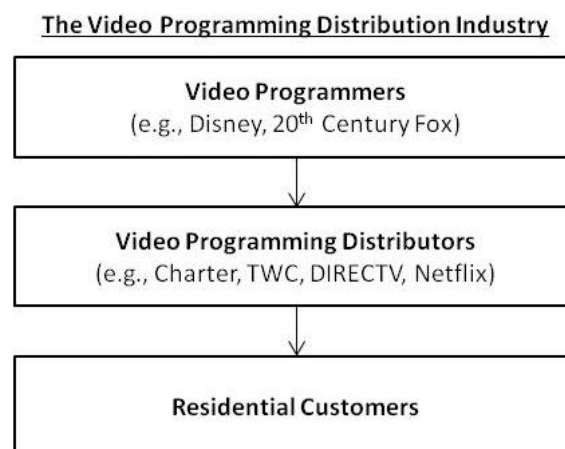 The Video Programming Distribution Industry
Video Programmers
(e.g., Disney, 20th Century Fox)
Video Programming Distributors
(e.g., Charter, TWC, DIRECTV, Netflix)
Residential Customers